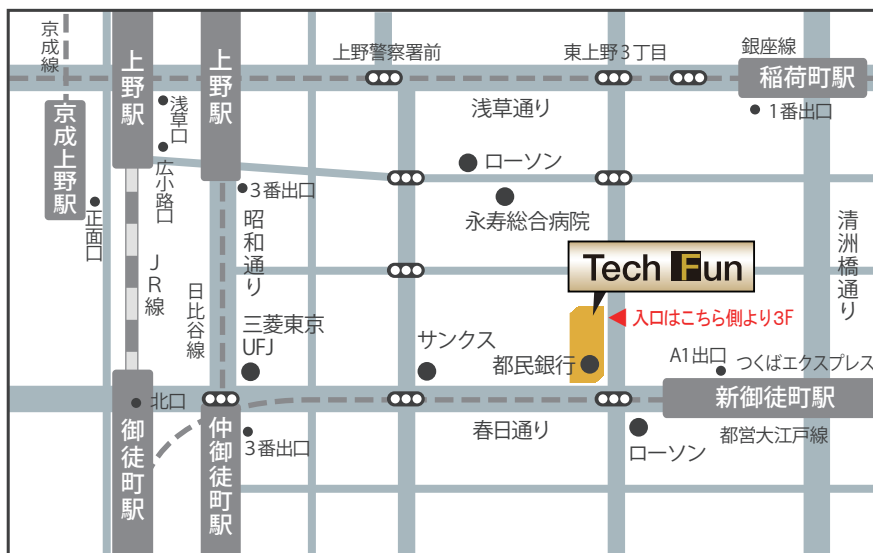 京成線
上野駅
上野駅
上野警察署前
東上野3丁目
銀座線
稲荷町駅
浅草通り
1番出口
浅草口
京成上野駅
広小路口
正面口
3番出口
ローソン
永寿総合病院
昭和通り
清洲橋通り
JR線
日比谷線
Tech Fun
入口はこちら側より3F
三菱東京
UFJ
サンクス
都民銀行
A1出口
つくばエクスプレス
新御徒町駅
都営大江戸線
北口
御徒町駅
仲御徒町駅
3番出口
春日通り
ローソン